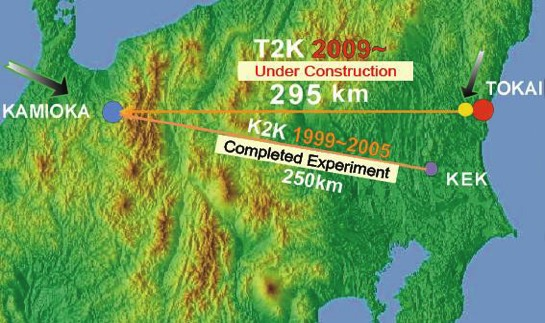 T2K 2009~
Under Construction
295 km
TOKAI
KAMIOKA
K2K 1999~2005
Completed Experiment
250km
KEK